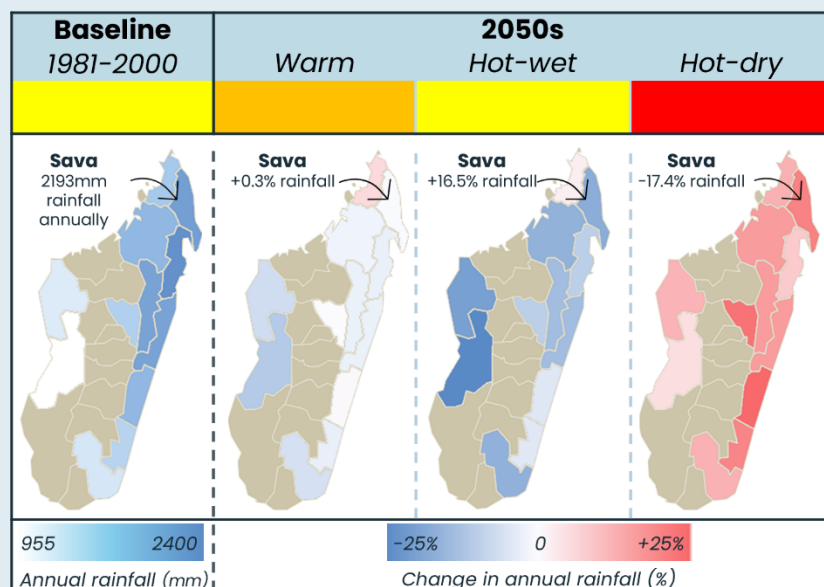 Baseline
1981-2000
2050s
Warm
Hot-wet
Hot-dry
Sava
2193mm
rainfall
annually
Sava
+0.3% rainfall
Sava
+16.5% rainfall
Sava
-17.4% rainfall
955
2400
Annual rainfall (mm)
-25%
0
+25%
Change in annual rainfall (%)